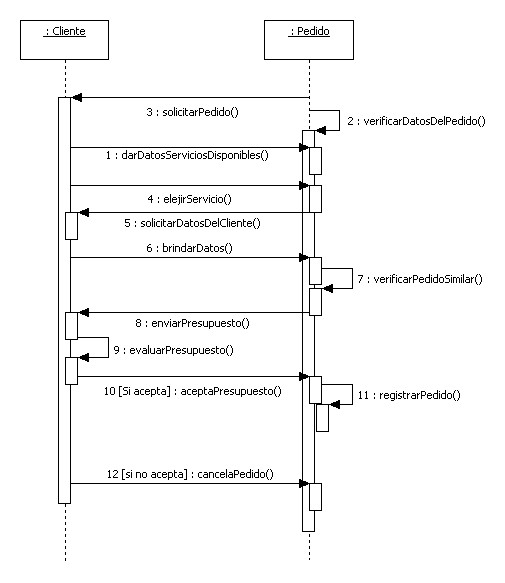 : Cliente
: Pedido
3 : solicitarPedido()
2 : verificarDatosDelPedido()
1 : darDatosServiciosDisponibles()
4 : elejirServicio()
5 : solicitarDatosDelCliente()
6 : brindarDatos()
7 : verificarPedidoSimilar()
8 : enviarPresupuesto()
9 : evaluarPresupuesto()
10 [Si acepta] : aceptaPresupuesto()
11 : registrarPedido()
12 [si no acepta] : cancelaPedido()